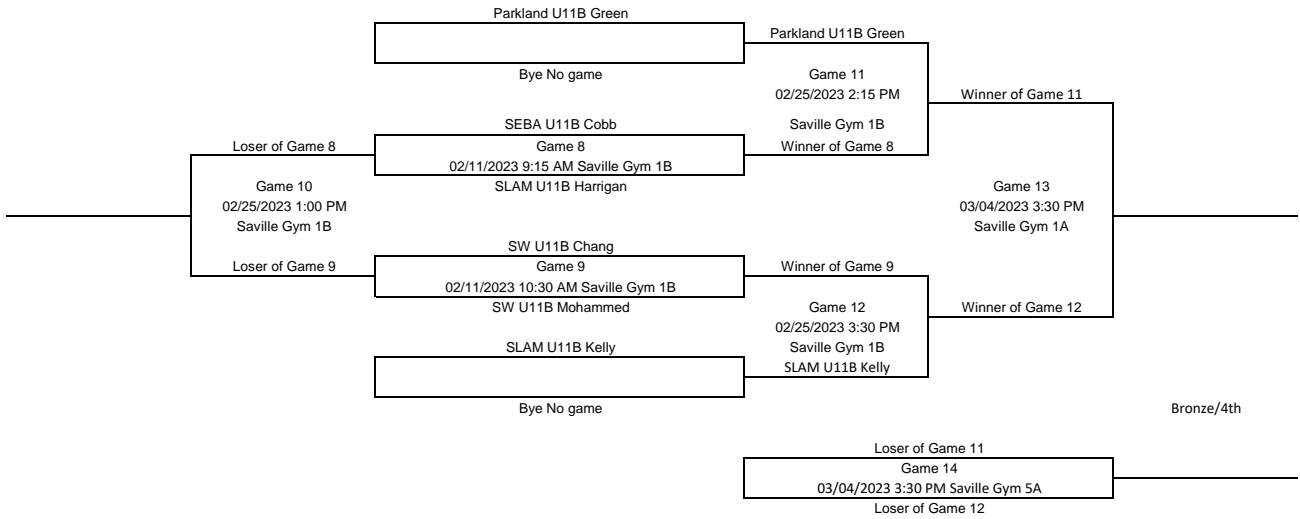 Parkland U11B Green
Parkland U11B Green
Bye No game
Game 11
02/25/2023 2:15 PM
Winner of Game 11
SEBA U11B Cobb
Saville Gym 1B
Loser of Game 8
Game 8
Winner of Game 8
02/11/2023 9:15 AM Saville Gym 1B
Game 10
SLAM U11B Harrigan
Game 13
02/25/2023 1:00 PM
03/04/2023 3:30 PM
Saville Gym 1B
Saville Gym 1A
SW U11B Chang
Loser of Game 9
Game 9
Winner of Game 9
02/11/2023 10:30 AM Saville Gym 1B
SW U11B Mohammed
Game 12
Winner of Game 12
02/25/2023 3:30 PM
SLAM U11B Kelly
Saville Gym 1B
SLAM U11B Kelly
Bye No game
Bronze/4th
Loser of Game 11
Game 14
03/04/2023 3:30 PM Saville Gym 5A
Loser of Game 12